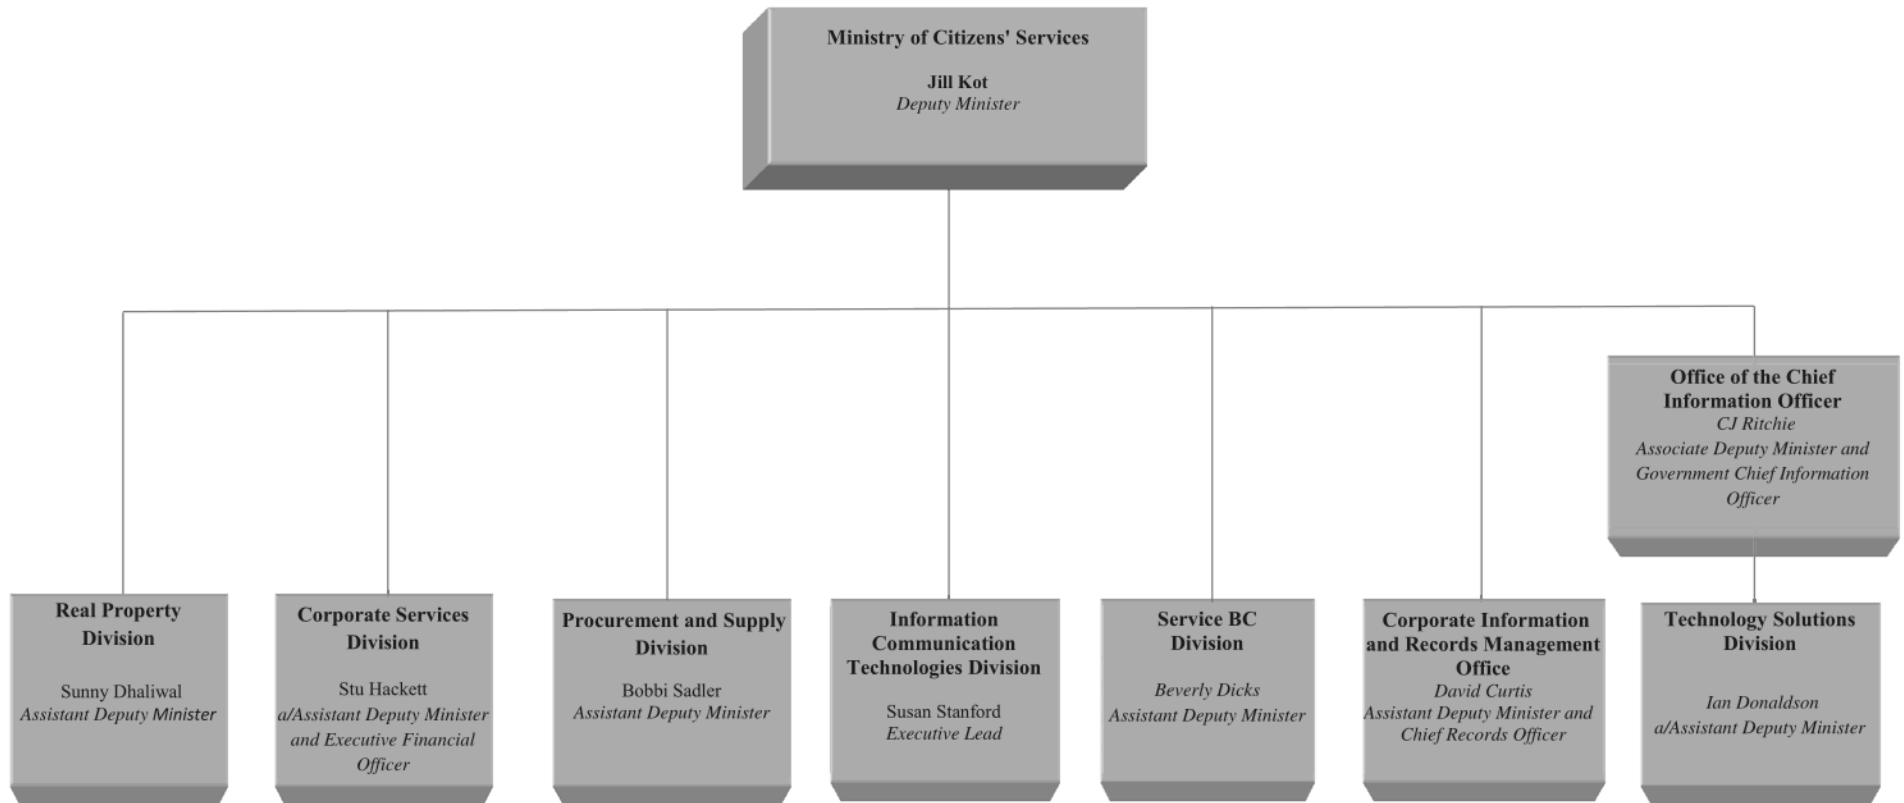 Ministry of Citizens' Services
Jill Kot
Deputy Minister
Office of the Chief
Information Officer
CJ Ritchie
Associate Deputy Minister and
Government Chief Information
Officer
Real Property
Division
Sunny Dhaliwal
Assistant Deputy Minister
Corporate Services
Division
Stu Hackett
a/Assistant Deputy Minister
and Executive Financial
Officer
Procurement and Supply
Division
Bobbi Sadler
Assistant Deputy Minister
Information
Communication
Technologies Division
Susan Stanford
Executive Lead
Service BC
Division
Beverly Dicks
Assistant Deputy Minister
Corporate Information
and Records Management
Office
David Curtis
Assistant Deputy Minister and
Chief Records Officer
Technology Solutions
Division
Ian Donaldson
a/Assistant Deputy Minister